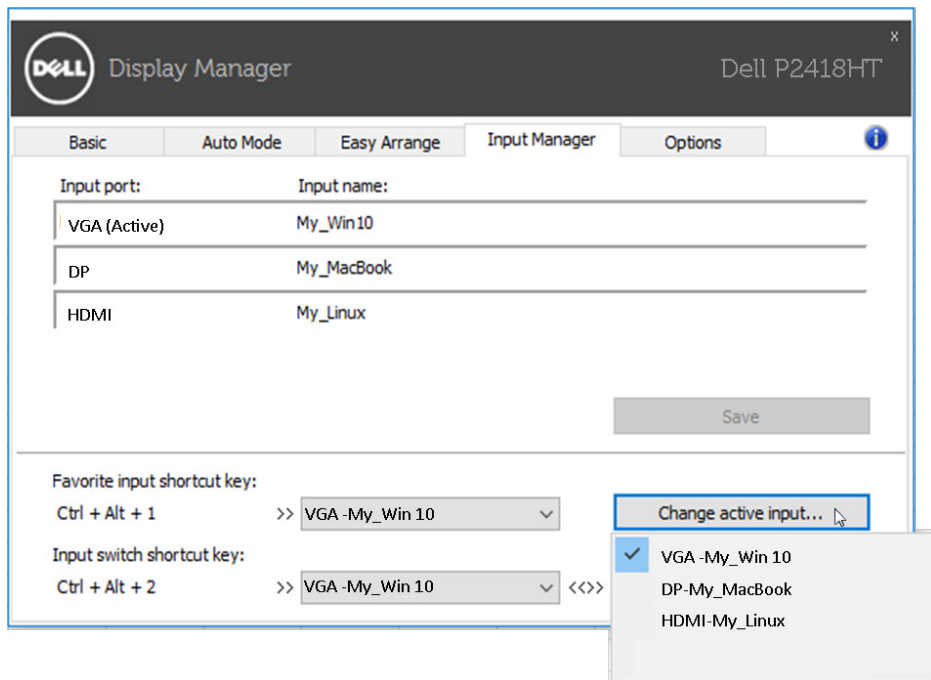 DELL Display Manager Dell P2418HT x
Basic Auto Mode Easy Arrange Input Manager Options i
Input port: Input name:
VGA (Active) My_Win10
DP My_MacBook
HDMI My_Linux
Save
Favorite input shortcut key:
Ctrl + Alt + 1 >> VGA -My_Win 10 Change active input...
Input switch shortcut key:
Ctrl + Alt + 2 >> VGA -My_Win 10 <<>>
VGA -My_Win 10
DP-My_MacBook
HDMI-My_Linux